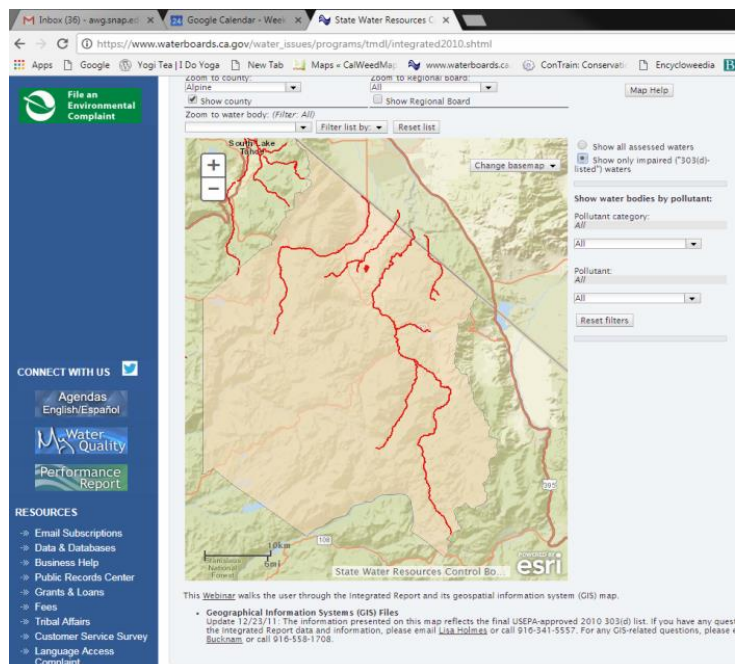 Inbox (36) - awg.snap.ed
Google Calendar - Week
State Water Resources C
https://www.waterboards.ca.gov/water_issues/programs/tmdl/integrated2010.shtml
Apps Google Yogi Tea | I Do Yoga New Tab Maps « CalWeedMap www.waterboards.ca. ConTrain: Conservati Encycloweedia B
File an
Environmental
Complaint
Zoom to county: Zoom to Regional Board:
Alpine All
Show county Show Regional Board
Map Help
Zoom to water body: (Filter: All)
Filter list by: Reset list
South Lake
Tahoe
+
−
Change basemap
Show all assessed waters
Show only impaired ("303(d)-
listed") waters
Show water bodies by pollutant:
Pollutant category:
All
All
Pollutant:
All
All
Reset filters
395
108
10km
6mi
Stanislaus
National
Forest
State Water Resources Control Bo...
POWERED BY
esri
CONNECT WITH US
Agendas
English/Español
My Water
Quality
Performance
Report
RESOURCES
Email Subscriptions
Data & Databases
Business Help
Public Records Center
Grants & Loans
Fees
Tribal Affairs
Customer Service Survey
Language Access
Complaint
This Webinar walks the user through the Integrated Report and its geospatial information system (GIS) map.
• Geographical Information Systems (GIS) Files
Update 12/23/11: The information presented on this map reflects the final USEPA-approved 2010 303(d) list. If you have any quest
the Integrated Report data and information, please email Lisa Holmes or call 916-341-5557. For any GIS-related questions, please e
Bucknam or call 916-558-1708.